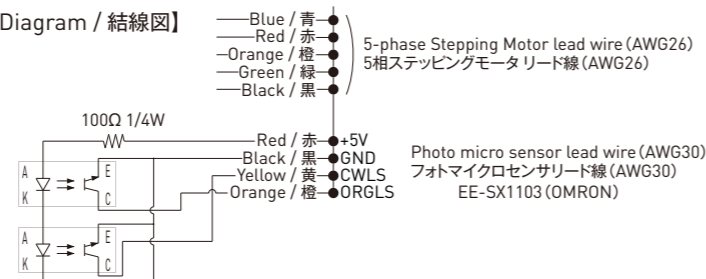 Diagram / 結線図】
Blue / 青
Red / 赤
Orange / 橙
Green / 緑
Black / 黒
5-phase Stepping Motor lead wire (AWG26)
5相ステッピングモータ リード線 (AWG26)
100Ω 1/4W
Red / 赤 +5V
Black / 黒 GND
Yellow / 黄 CWLS
Orange / 橙 ORGLS
Photo micro sensor lead wire (AWG30)
フォトマイクロセンサリード線 (AWG30)
EE-SX1103 (OMRON)
A E
K C
A E
K C